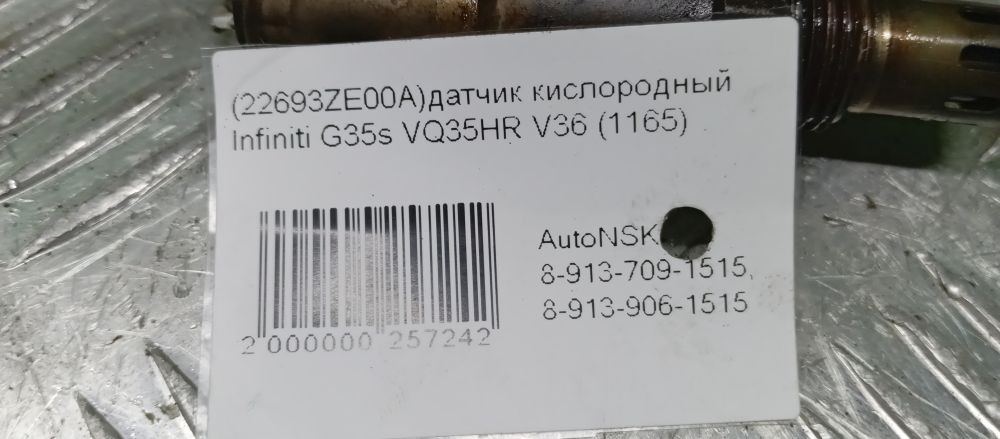 (22693ZE00A)датчик кислородный
Infiniti G35s VQ35HR V36 (1165)
AutoNSK
8-913-709-1515,
8-913-906-1515
2 000000 257242